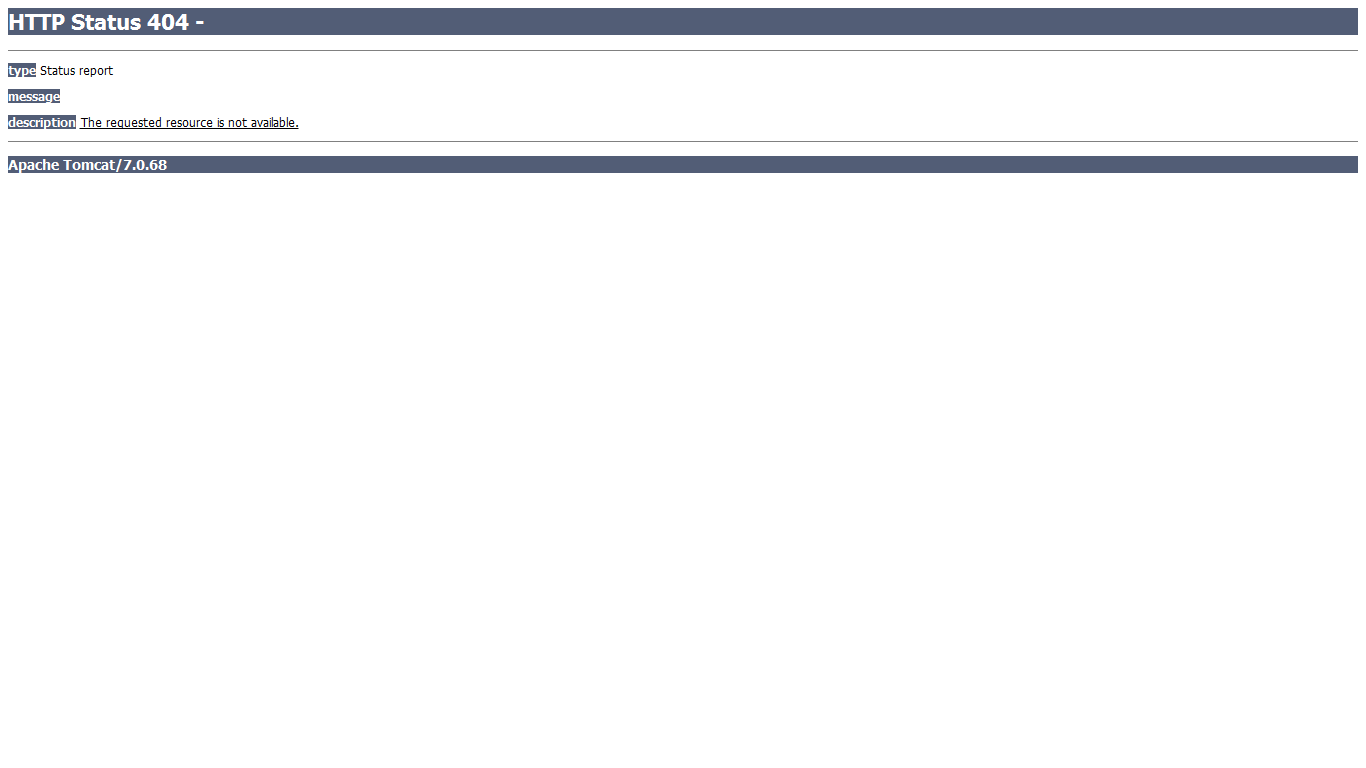 HTTP Status 404 -
type Status report
message
description The requested resource is not available.
Apache Tomcat/7.0.68